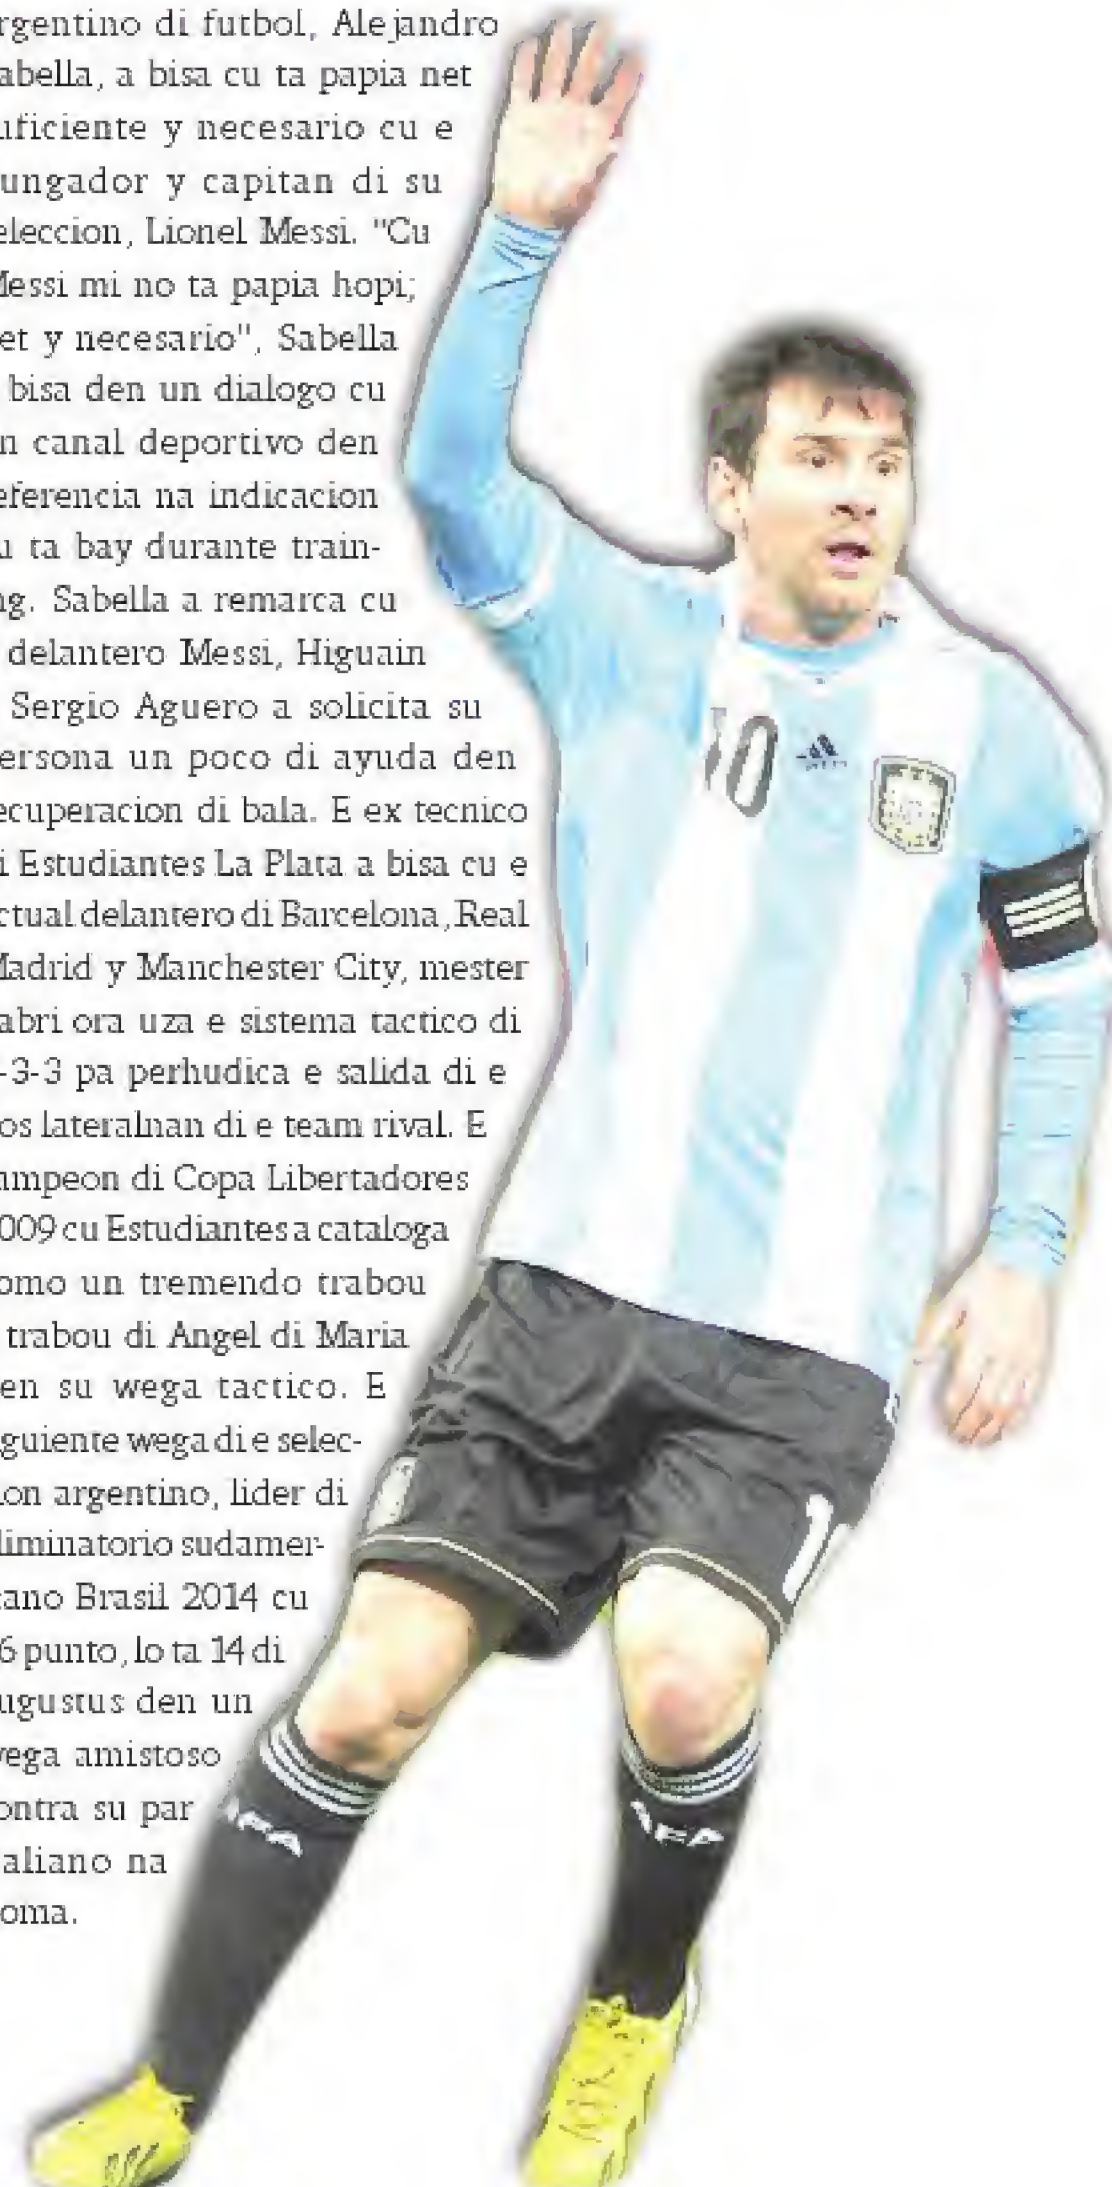 rgentino di futbol, Alejandro
abella, a bisa cu ta papia net
uficiente y necesario cu e
ungador y capitan di su
eleccion, Lionel Messi. "Cu
Messi mi no ta papia hopi;
et y necesario", Sabella
bisa den un dialogo cu
n canal deportivo den
eferencia na indicacion
u ta bay durante train-
ng. Sabella a remarca cu
delantero Messi, Higuain
Sergio Aguero a solicita su
ersona un poco di ayuda den
ecuperacion di bala. E ex tecnico
i Estudiantes La Plata a bisa cu e
ctual delantero di Barcelona, Real
Madrid y Manchester City, mester
abri ora uza e sistema tactico di
-3-3 pa perhudica e salida di e
os lateralnan di e team rival. E
ampeon di Copa Libertadores
009 cu Estudiantes a cataloga
omo un tremendo trabou
trabou di Angel di Maria
en su wega tactico. E
guiente wega di e selec-
ion argentino, lider di
liminatorio sudamer-
cano Brasil 2014 cu
6 punto, lo ta 14 di
ugustus den un
wega amistoso
ontra su par
aliano na
oma.
10
AFA
AFA